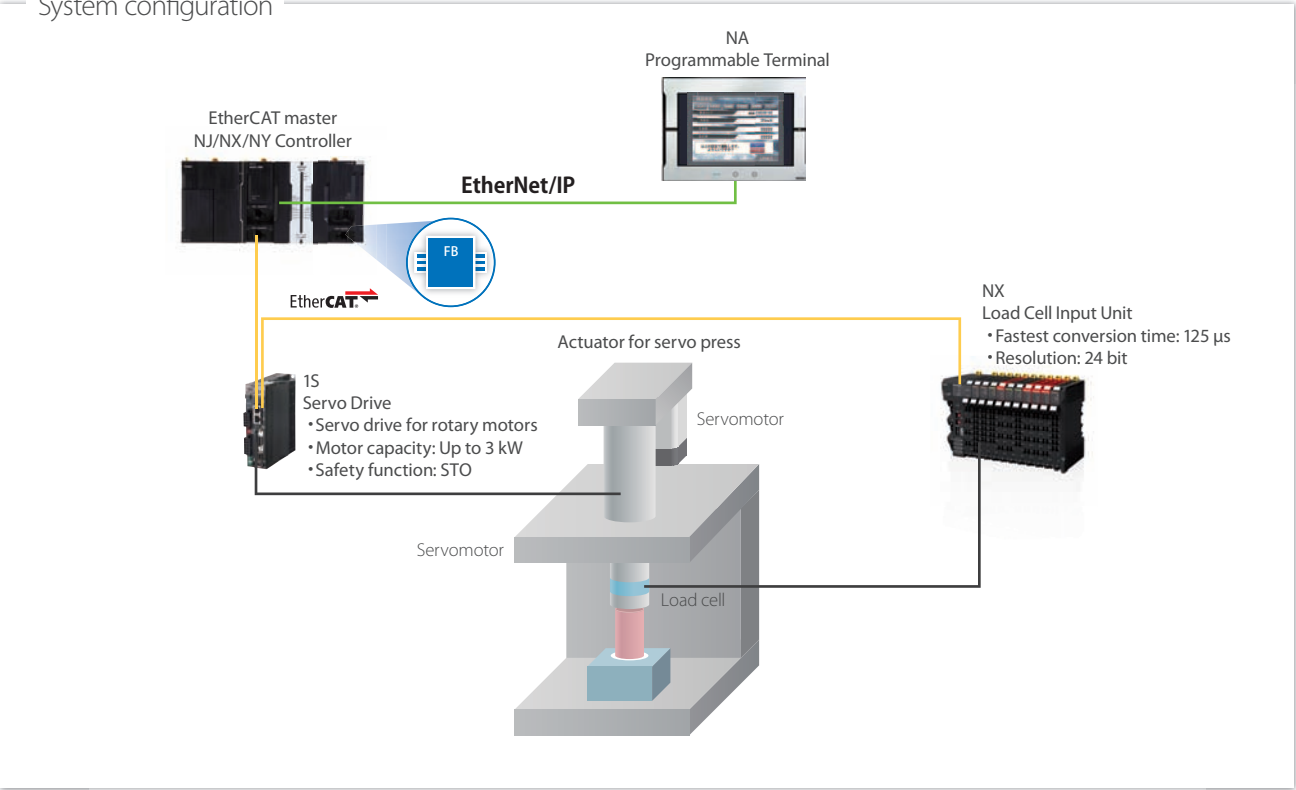 System configuration
NA
Programmable Terminal
EtherCAT master
NJ/NX/NY Controller
EtherNet/IP
FB
EtherCAT®
NX
Load Cell Input Unit
•Fastest conversion time: 125 μs
•Resolution: 24 bit
Actuator for servo press
1S
Servo Drive
•Servo drive for rotary motors
•Motor capacity: Up to 3 kW
•Safety function: STO
Servomotor
Servomotor
Load cell